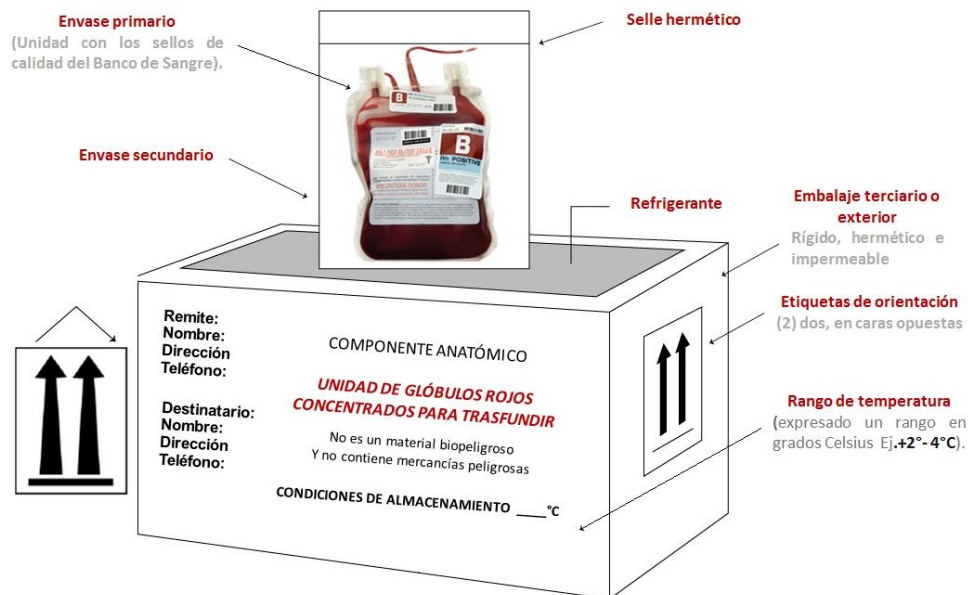 Envase primario
(Unidad con los sellos de
calidad del Banco de Sangre).
Selle hermético
Envase secundario
B
B
Rh POSITIVE
RED BLOOD CELLS
VOLUNTEER DONOR
Refrigerante
Embalaje terciario o
exterior
Rígido, hermético e
impermeable
Etiquetas de orientación
(2) dos, en caras opuestas
Rango de temperatura
(expresado un rango en
grados Celsius Ej.+2°- 4°C).
Remite:
Nombre:
Dirección
Teléfono:
Destinatario:
Nombre:
Dirección
Teléfono:
COMPONENTE ANATÓMICO
UNIDAD DE GLÓBULOS ROJOS
CONCENTRADOS PARA TRASFUNDIR
No es un material biopeligroso
Y no contiene mercancías peligrosas
CONDICIONES DE ALMACENAMIENTO ____°C